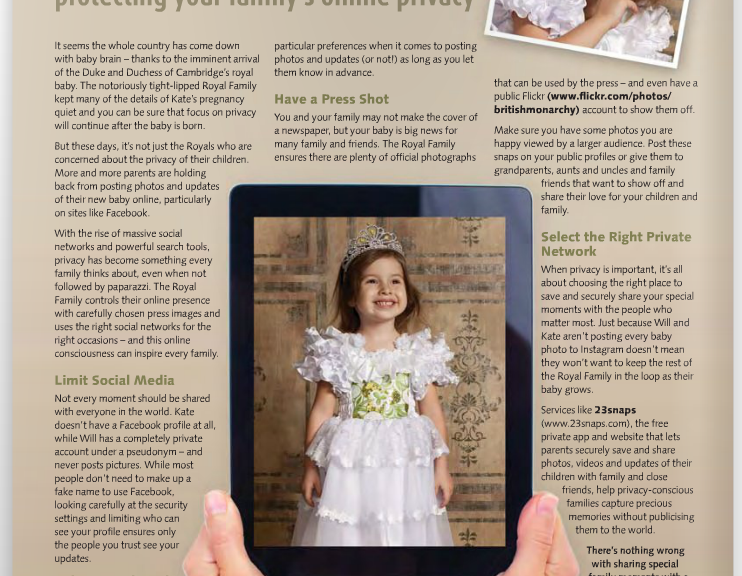 protecting your family's online privacy
It seems the whole country has come down
with baby brain – thanks to the imminent arrival
of the Duke and Duchess of Cambridge's royal
baby. The notoriously tight-lipped Royal Family
kept many of the details of Kate's pregnancy
quiet and you can be sure that focus on privacy
will continue after the baby is born.
But these days, it's not just the Royals who are
concerned about the privacy of their children.
More and more parents are holding
back from posting photos and updates
of their new baby online, particularly
on sites like Facebook.
With the rise of massive social
networks and powerful search tools,
privacy has become something every
family thinks about, even when not
followed by paparazzi. The Royal
Family controls their online presence
with carefully chosen press images and
uses the right social networks for the
right occasions – and this online
consciousness can inspire every family.
Limit Social Media
Not every moment should be shared
with everyone in the world. Kate
doesn't have a Facebook profile at all,
while Will has a completely private
account under a pseudonym – and
never posts pictures. While most
people don't need to make up a
fake name to use Facebook,
looking carefully at the security
settings and limiting who can
see your profile ensures only
the people you trust see your
updates.
particular preferences when it comes to posting
photos and updates (or not!) as long as you let
them know in advance.
Have a Press Shot
You and your family may not make the cover of
a newspaper, but your baby is big news for
many family and friends. The Royal Family
ensures there are plenty of official photographs
that can be used by the press – and even have a
public Flickr (www.flickr.com/photos/
britishmonarchy) account to show them off.
Make sure you have some photos you are
happy viewed by a larger audience. Post these
snaps on your public profiles or give them to
grandparents, aunts and uncles and family
friends that want to show off and
share their love for your children and
family.
Select the Right Private
Network
When privacy is important, it's all
about choosing the right place to
save and securely share your special
moments with the people who
matter most. Just because Will and
Kate aren't posting every baby
photo to Instagram doesn't mean
they won't want to keep the rest of
the Royal Family in the loop as their
baby grows.
Services like 23snaps
(www.23snaps.com), the free
private app and website that lets
parents securely save and share
photos, videos and updates of their
children with family and close
friends, help privacy-conscious
families capture precious
memories without publicising
them to the world.
There's nothing wrong
with sharing special